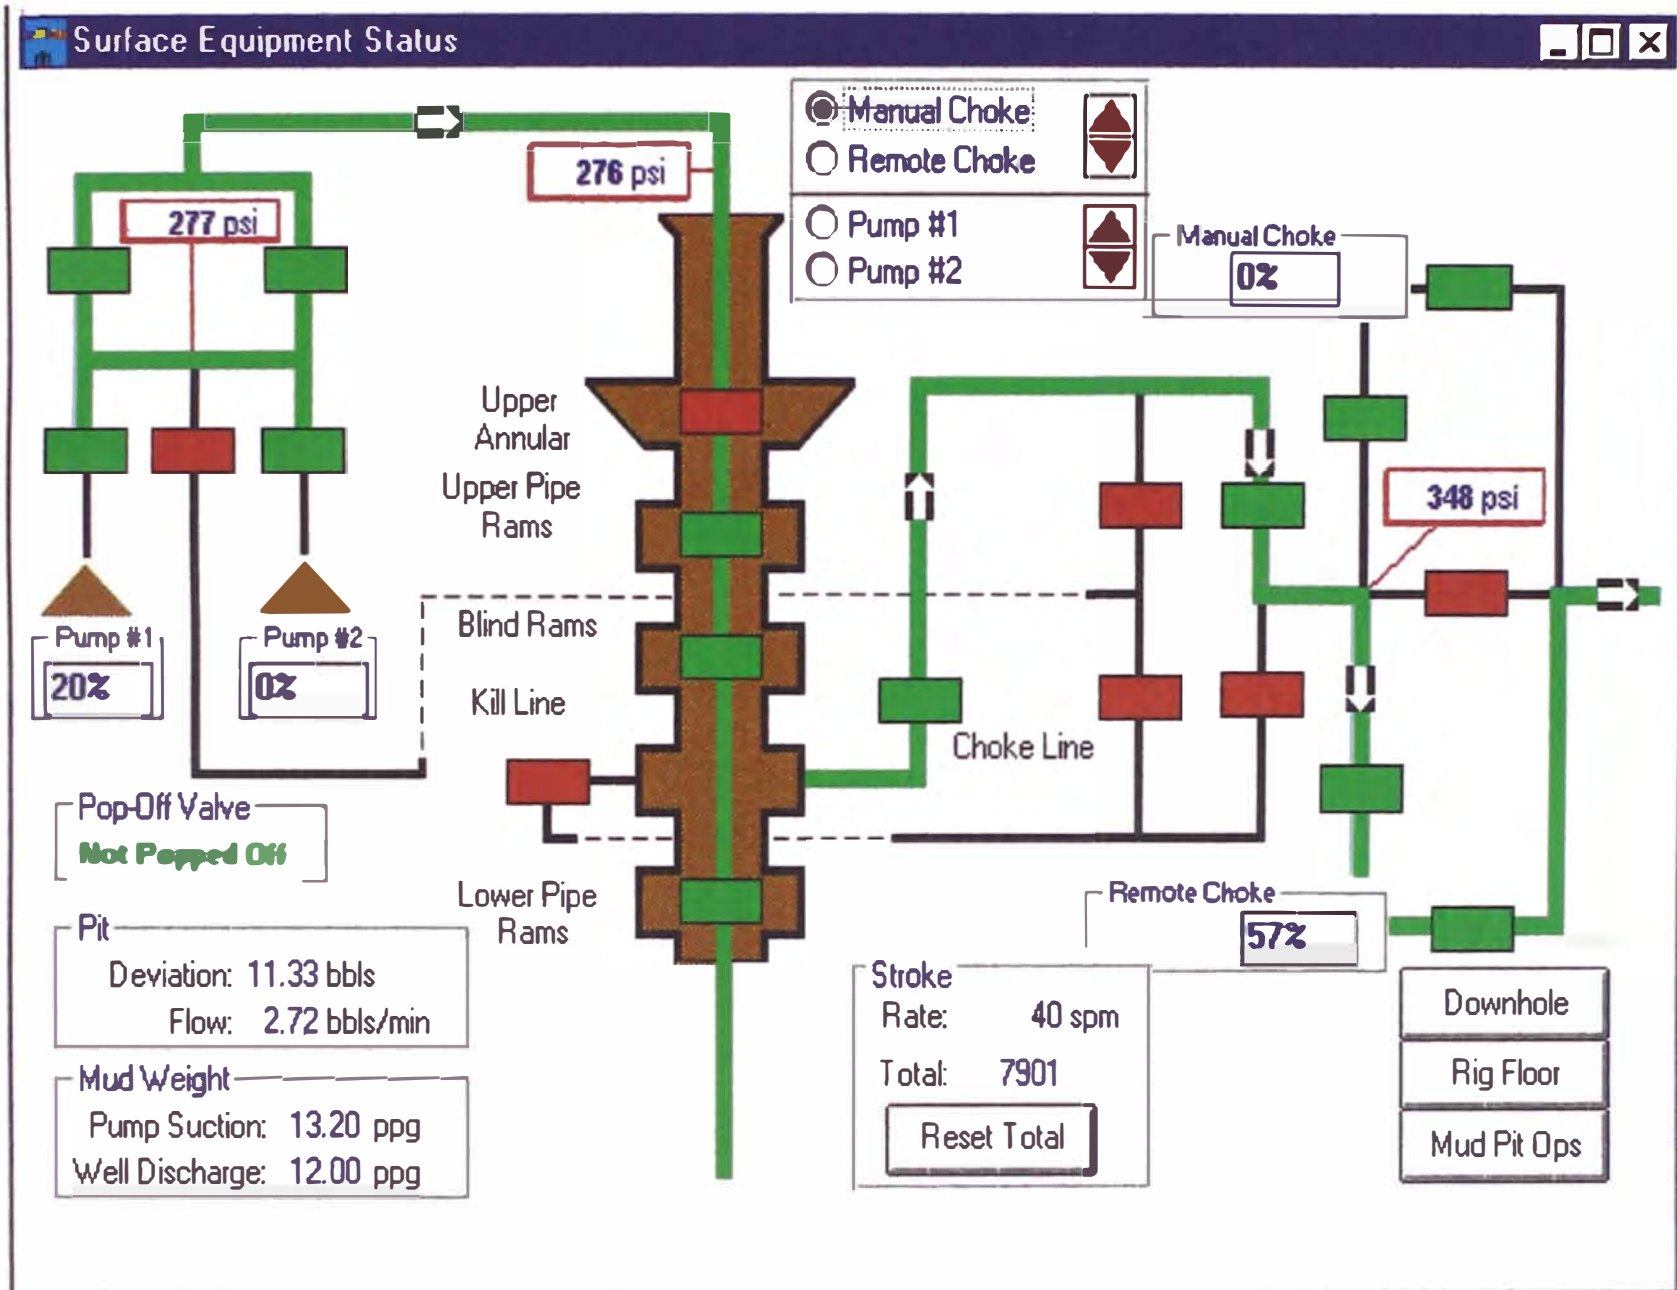 Surface Equipment Status
Manual Choke
Remote Choke
276 psi
277 psi
Pump #1
Pump #2
Manual Choke
0%
Upper
Annular
Upper Pipe
Rams
348 psi
Blind Rams
Pump #1
20%
Pump #2
0%
Kill Line
Choke Line
Pop-Off Valve
Not Popped Off
Lower Pipe
Rams
Remote Choke
57%
Pit
Deviation: 11.33 bbls
Flow: 2.72 bbls/min
Stroke
Rate: 40 spm
Total: 7901
Reset Total
Downhole
Rig Floor
Mud Pit Ops
Mud Weight
Pump Suction: 13.20 ppg
Well Discharge: 12.00 ppg